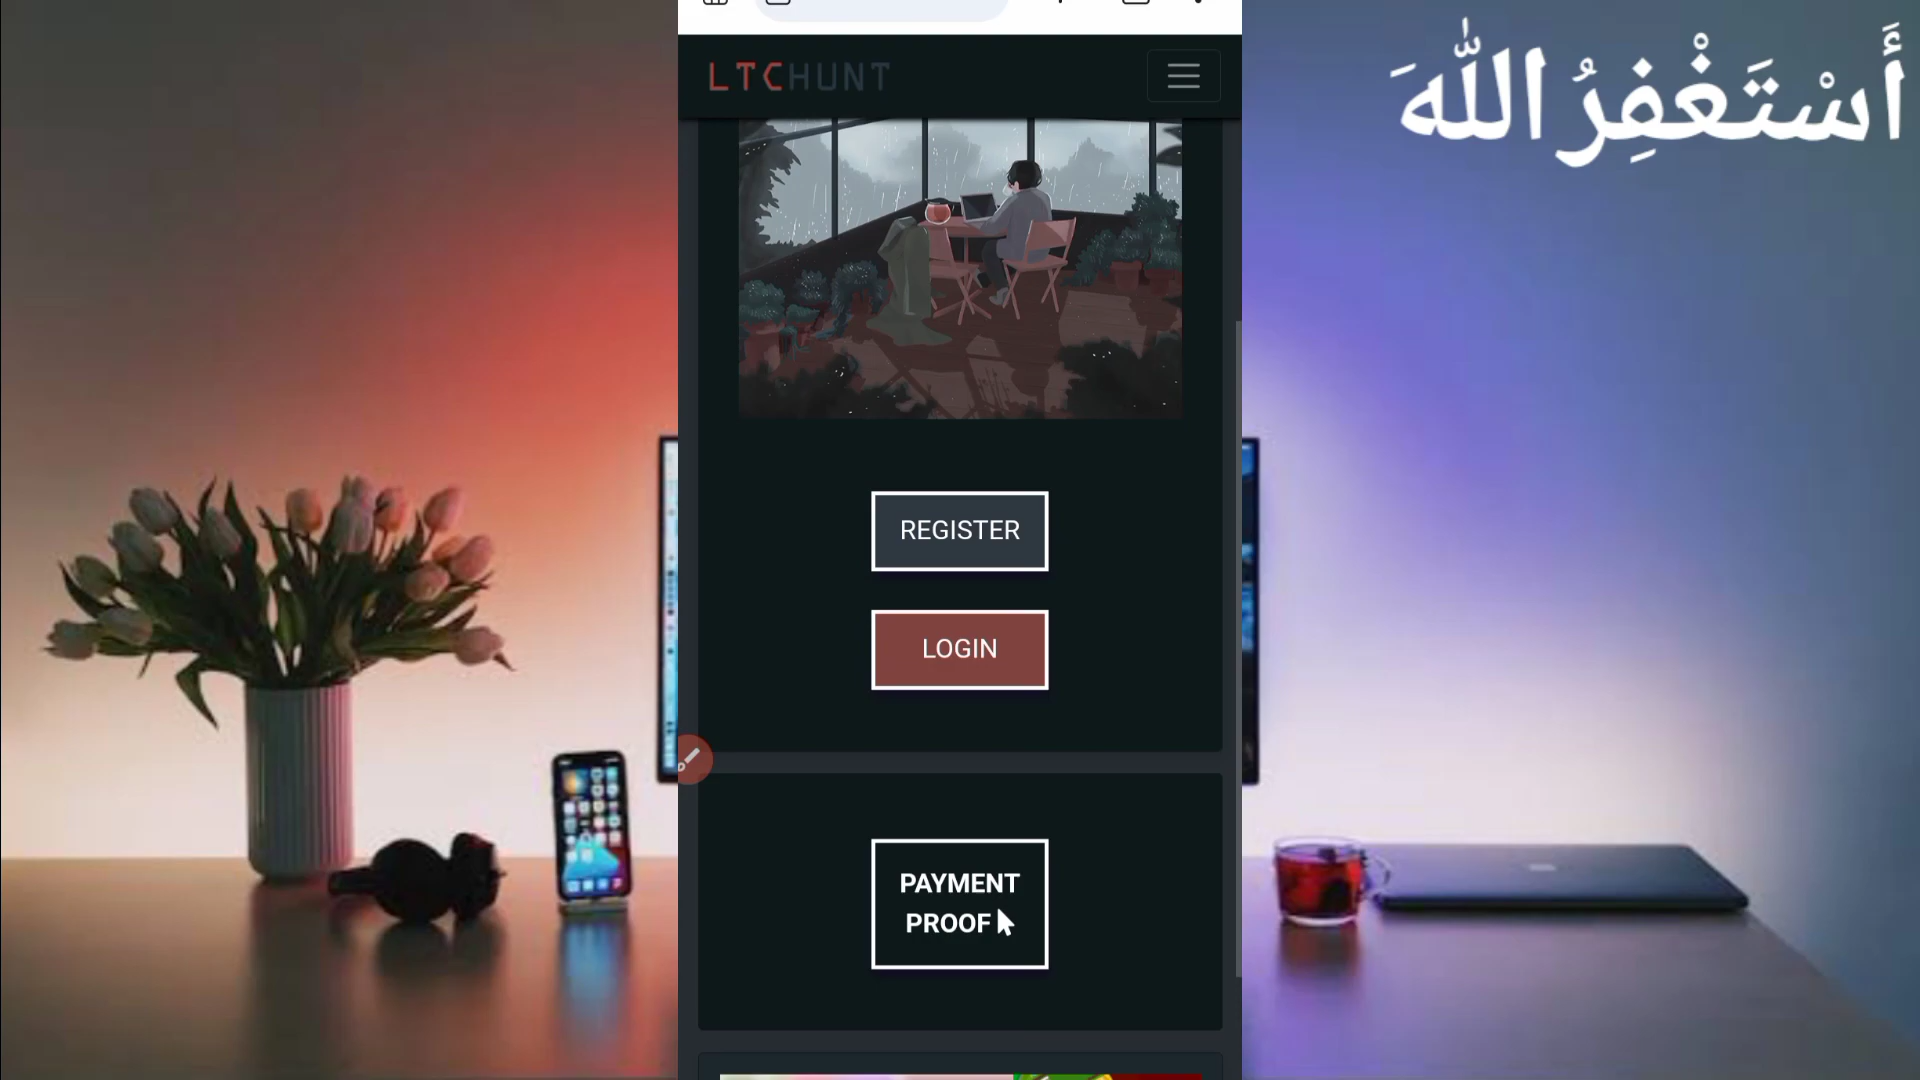 LTCHUNT
أَسْتَغْفِرُ اللّٰهَ
REGISTER
LOGIN
PAYMENT
PROOF